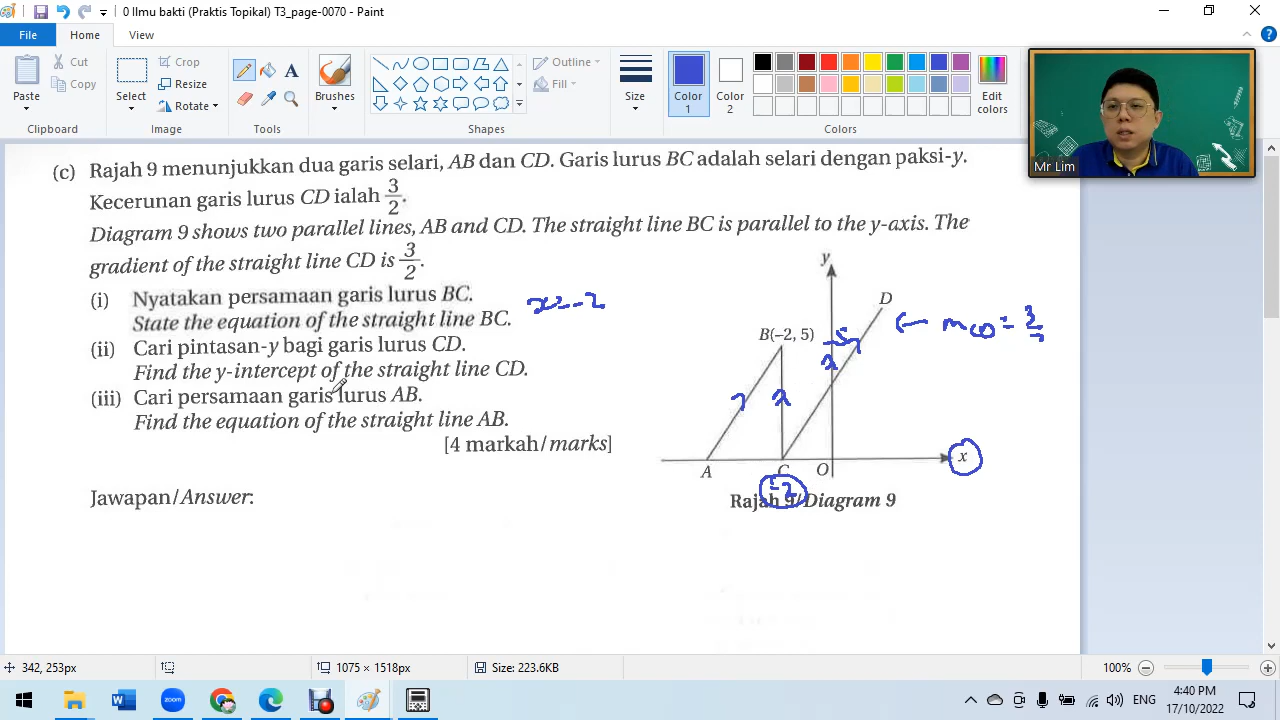 0 Ilmu bakti (Praktis Topikal) T3_page-0070 - Paint
File Home View
Paste Cut Copy
Clipboard
Select Crop Resize Rotate
Image
A
Tools
Brushes
Outline
Fill
Shapes
Size
Color 1
Color 2
Edit colors
Colors
Mr Lim
(c) Rajah 9 menunjukkan dua garis selari, AB dan CD. Garis lurus BC adalah selari dengan paksi-y.
Kecerunan garis lurus CD ialah 3/2.
Diagram 9 shows two parallel lines, AB and CD. The straight line BC is parallel to the y-axis. The
gradient of the straight line CD is 3/2.
(i) Nyatakan persamaan garis lurus BC.
State the equation of the straight line BC.
x=-2
(ii) Cari pintasan-y bagi garis lurus CD.
Find the y-intercept of the straight line CD.
(iii) Cari persamaan garis lurus AB.
Find the equation of the straight line AB.
[4 markah/marks]
Jawapan/Answer:
y
D
B(–2, 5)
5
m CD = 3/2
A
C
O
x
-2
Rajah 9/Diagram 9
342, 253px
1075 × 1518px
Size: 223.6KB
100%
ENG
4:40 PM
17/10/2022